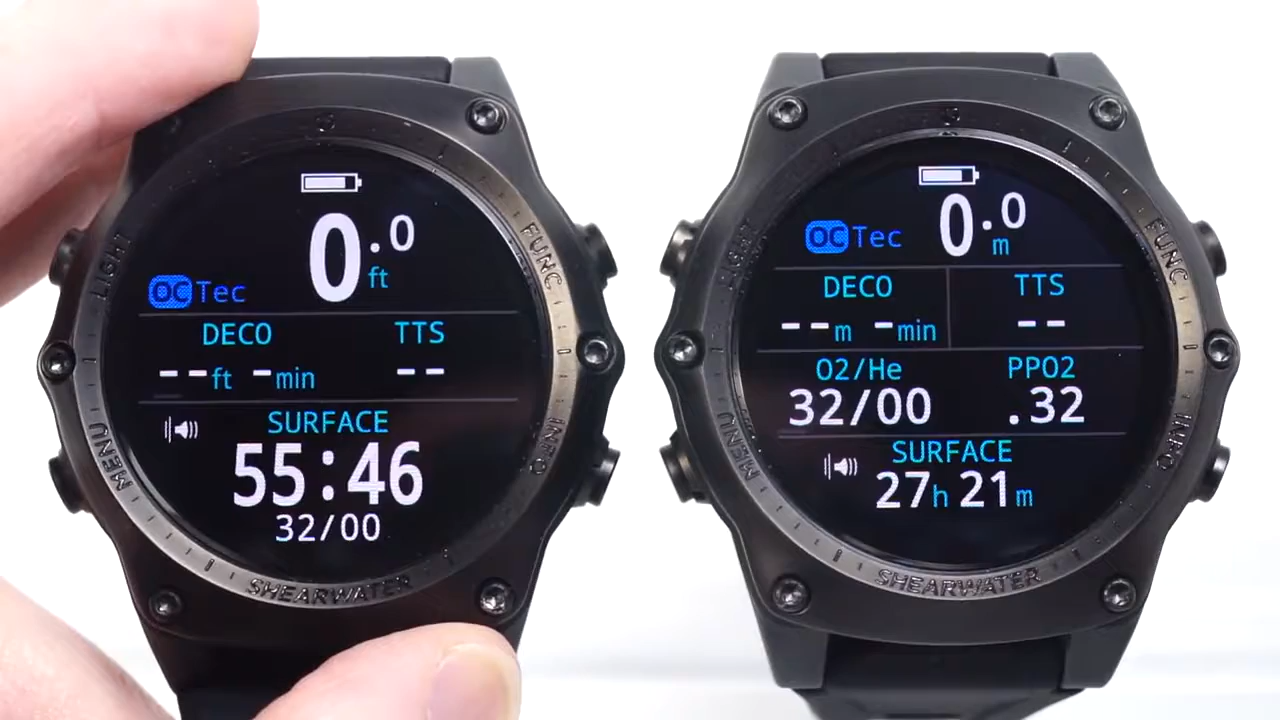 0.0
ft
OC Tec
DECO TTS
--ft -min --
SURFACE
55:46
32/00
LIGHT
FUNC
MENU
INFO
SHEARWATER
0.0
m
OC Tec
DECO TTS
--m -min --
O2/He PPO2
32/00 .32
SURFACE
27h 21m
LIGHT
FUNC
MENU
INFO
SHEARWATER